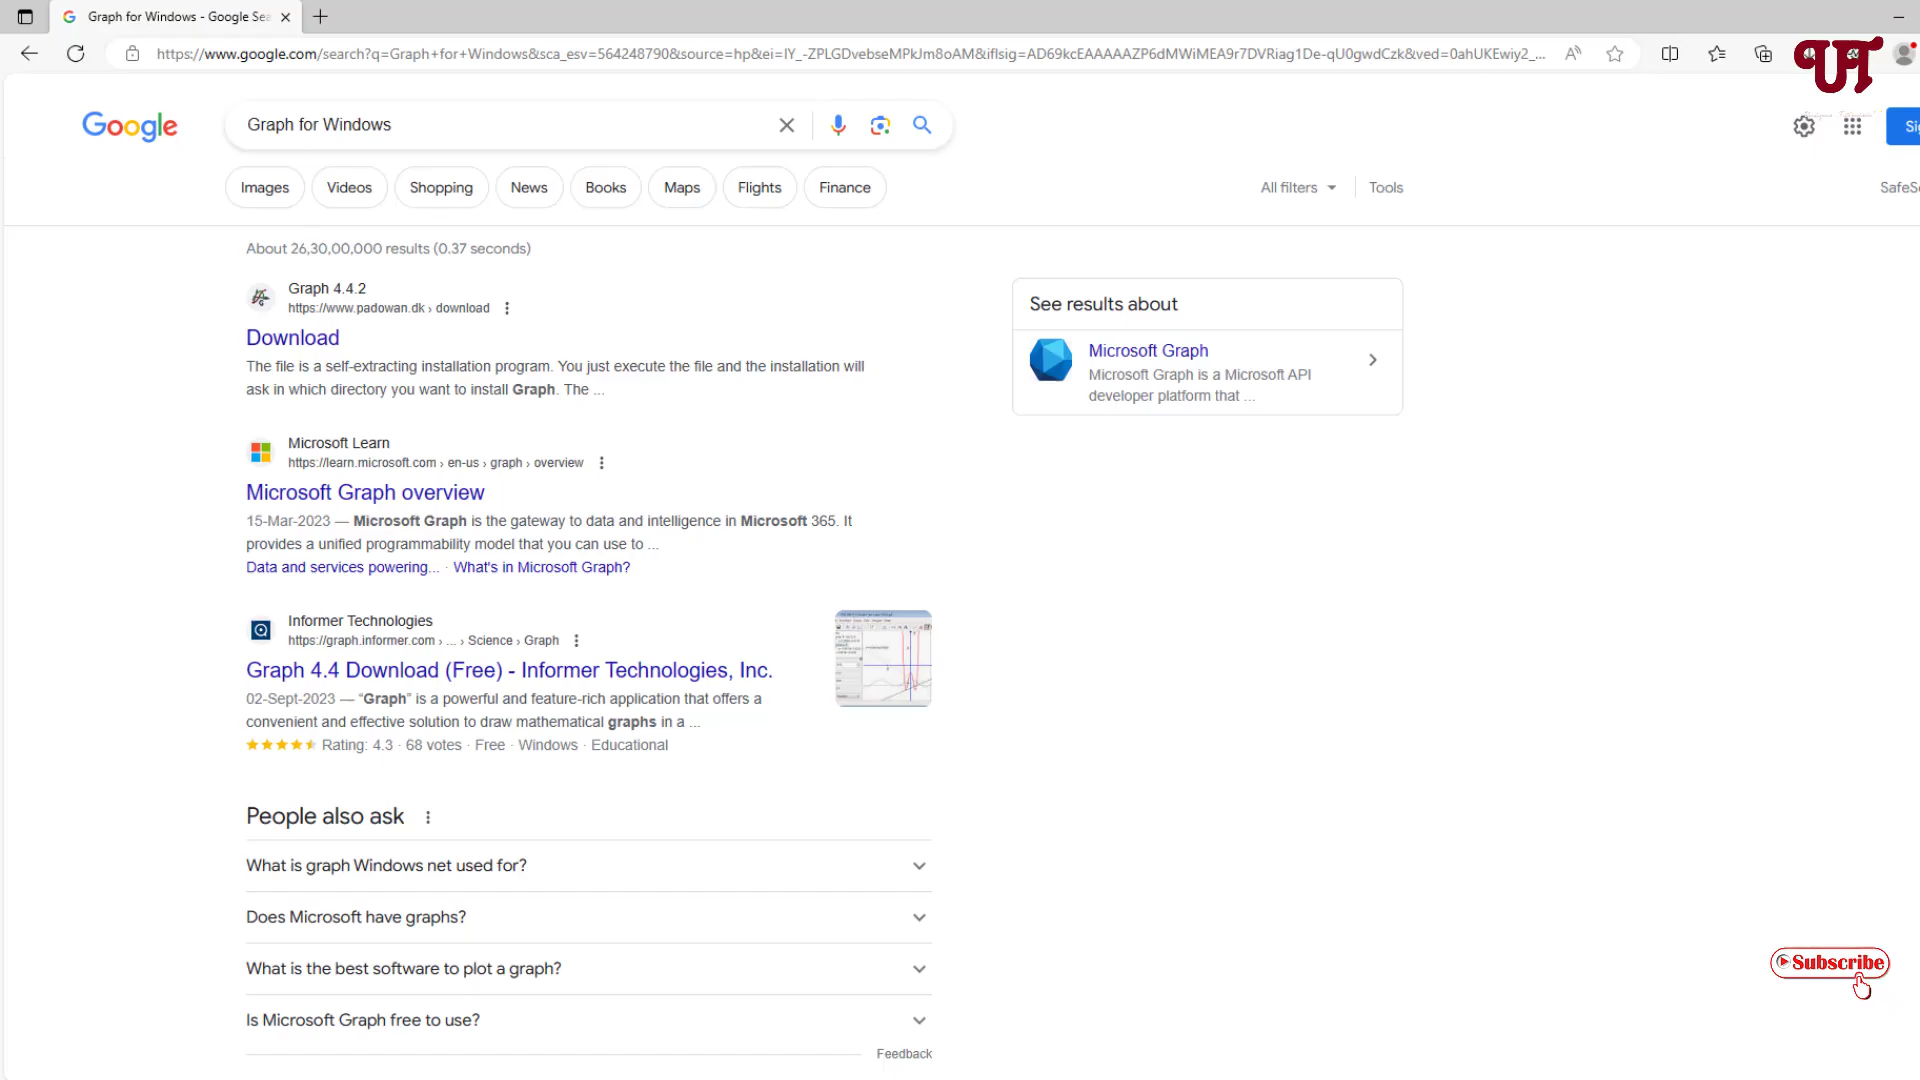 Graph for Windows - Google Sea
https://www.google.com/search?q=Graph+for+Windows&sca_esv=564248790&source=hp&ei=IY_-ZPLGDvebseMPkJm8oAM&iflsig=AD69kcEAAAAAZP6dMWiMEA9r7DVRiag1De-qU0gwdCzk&ved=0ahUKEwiy2_...
UT
Google
Graph for Windows
Si
Images
Videos
Shopping
News
Books
Maps
Flights
Finance
All filters
Tools
SafeSe
About 26,30,00,000 results (0.37 seconds)
Graph 4.4.2
https://www.padowan.dk › download
Download
The file is a self-extracting installation program. You just execute the file and the installation will
ask in which directory you want to install Graph. The ...
See results about
Microsoft Graph
Microsoft Graph is a Microsoft API
developer platform that ...
Microsoft Learn
https://learn.microsoft.com › en-us › graph › overview
Microsoft Graph overview
15-Mar-2023 — Microsoft Graph is the gateway to data and intelligence in Microsoft 365. It
provides a unified programmability model that you can use to ...
Data and services powering... · What's in Microsoft Graph?
Informer Technologies
https://graph.informer.com › ... › Science › Graph
Graph 4.4 Download (Free) - Informer Technologies, Inc.
02-Sept-2023 — “Graph” is a powerful and feature-rich application that offers a
convenient and effective solution to draw mathematical graphs in a ...
Rating: 4.3 · 68 votes · Free · Windows · Educational
People also ask
What is graph Windows net used for?
Does Microsoft have graphs?
What is the best software to plot a graph?
Is Microsoft Graph free to use?
Feedback
Subscribe